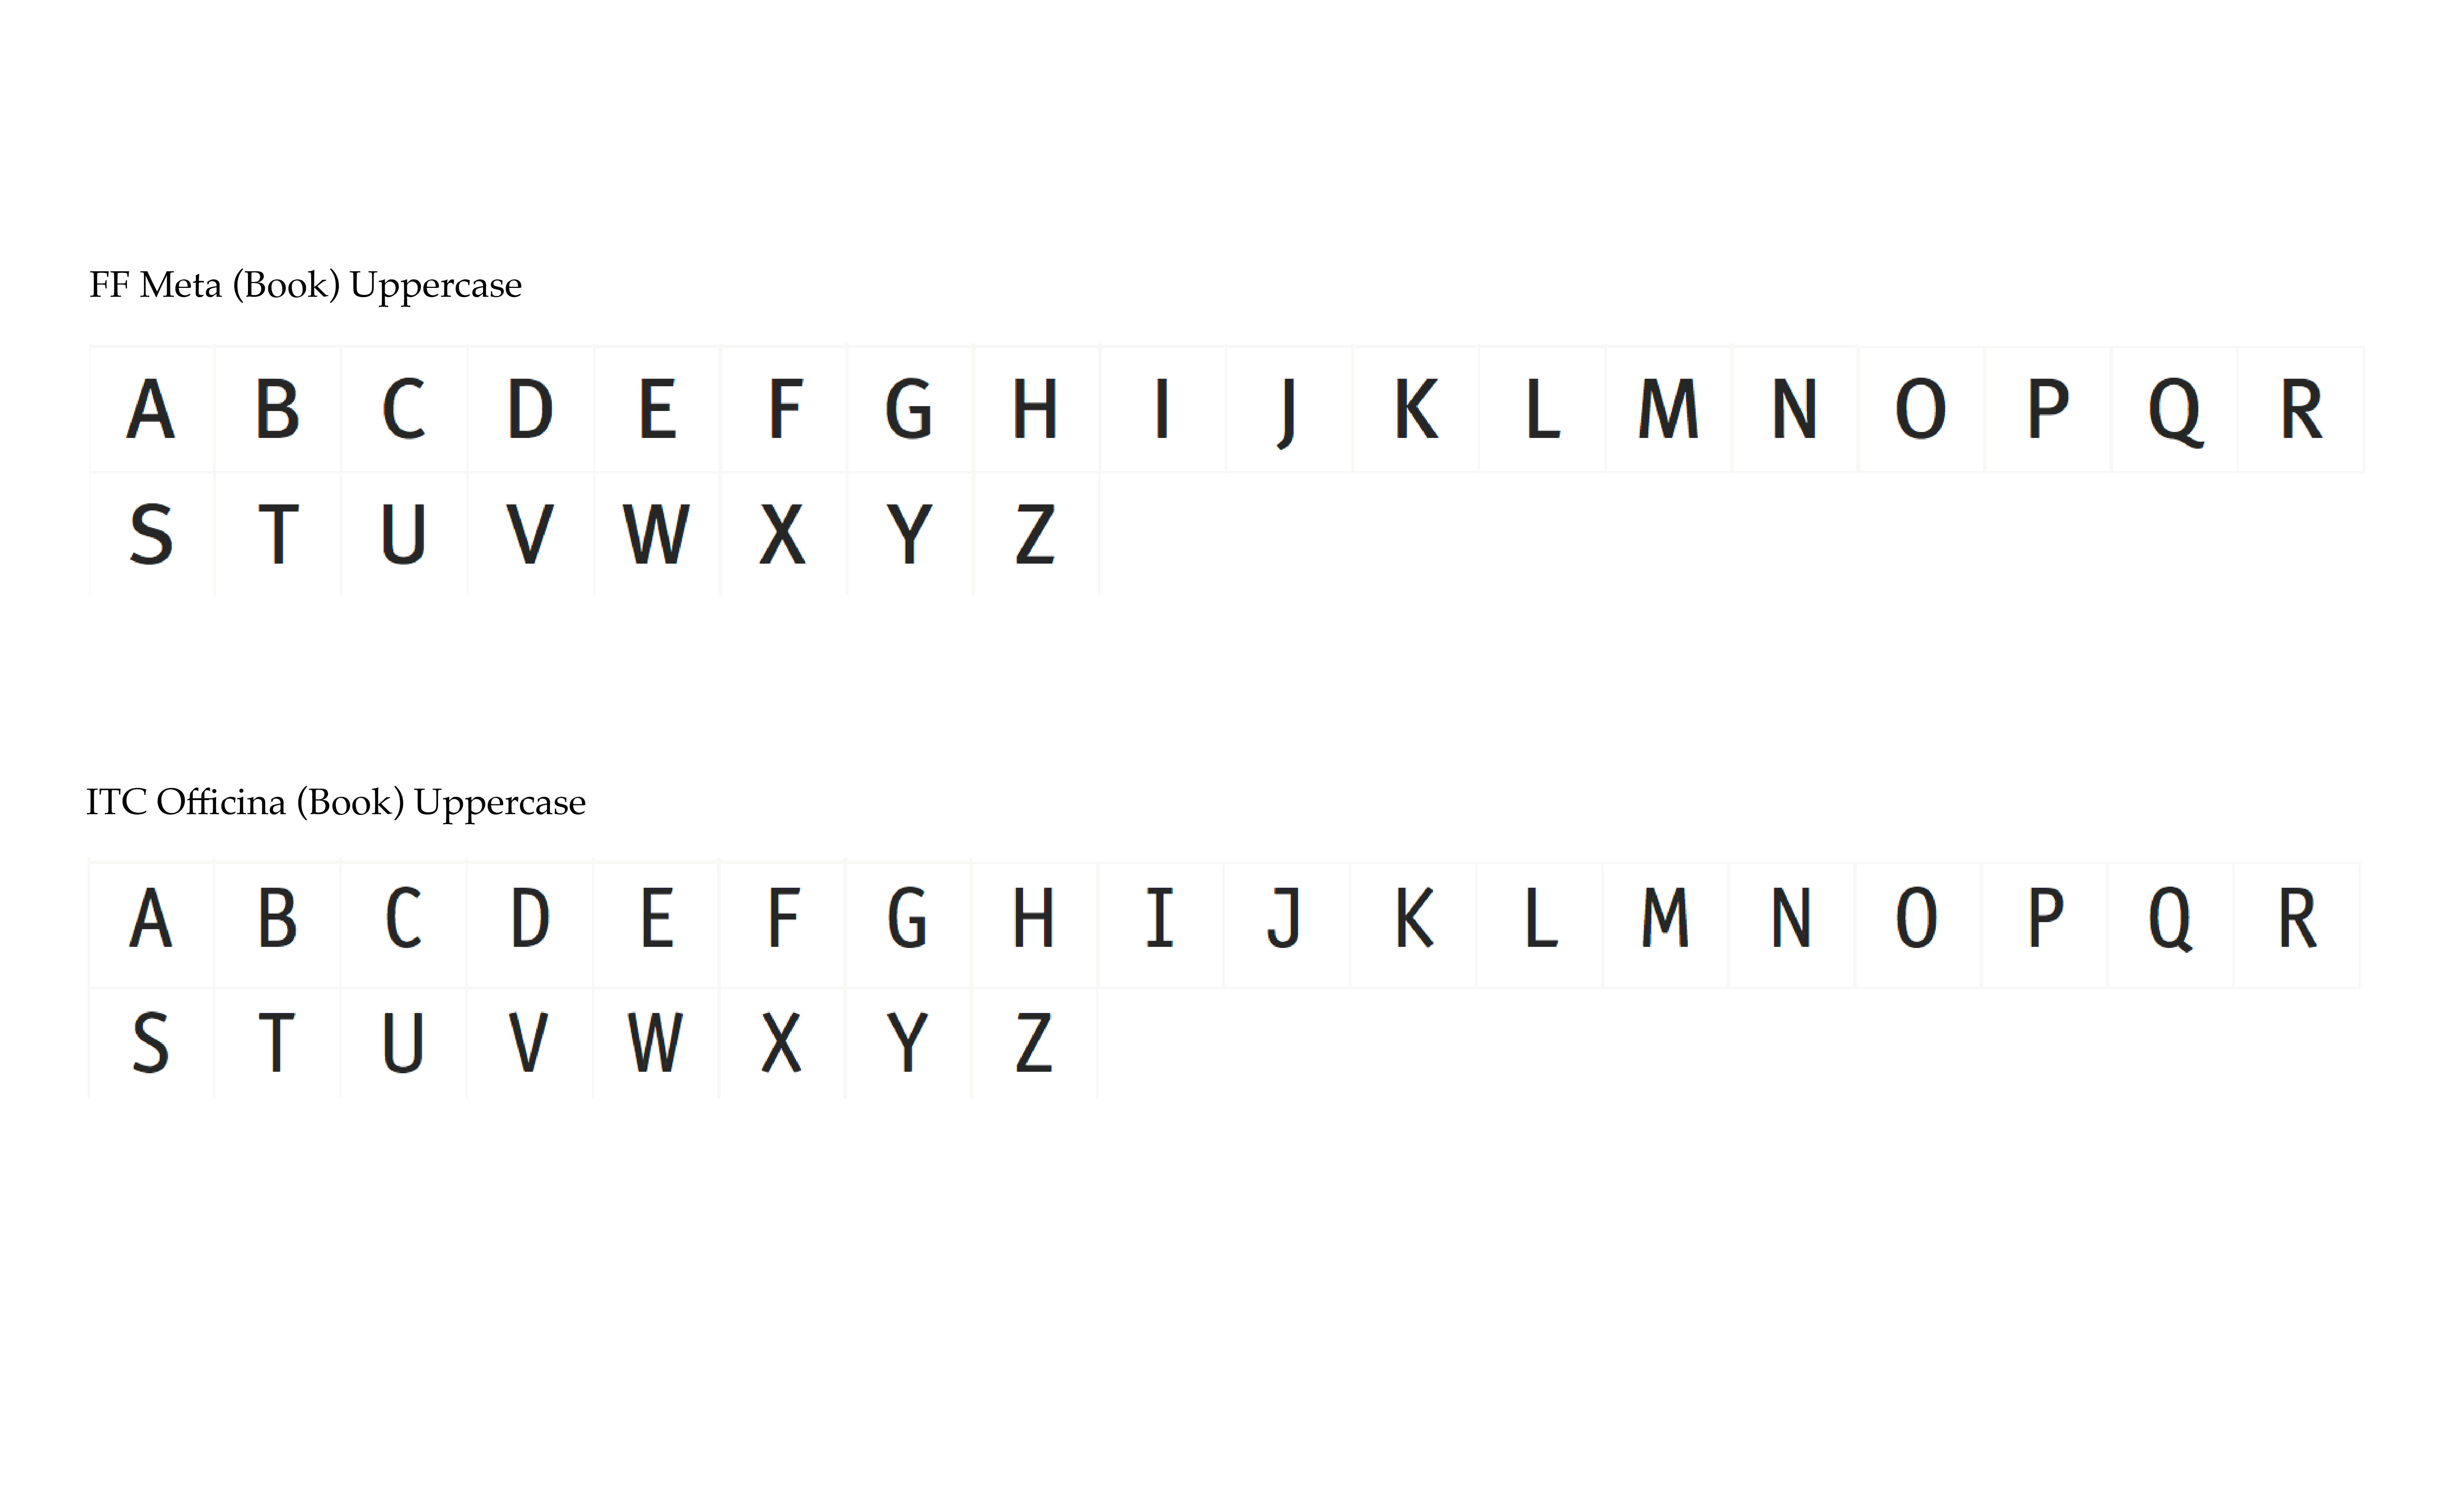 FF Meta (Book) Uppercase
A B C D E F G H I J K L M N O P Q R
S T U V W X Y Z
ITC Officina (Book) Uppercase
A B C D E F G H I J K L M N O P Q R
S T U V W X Y Z